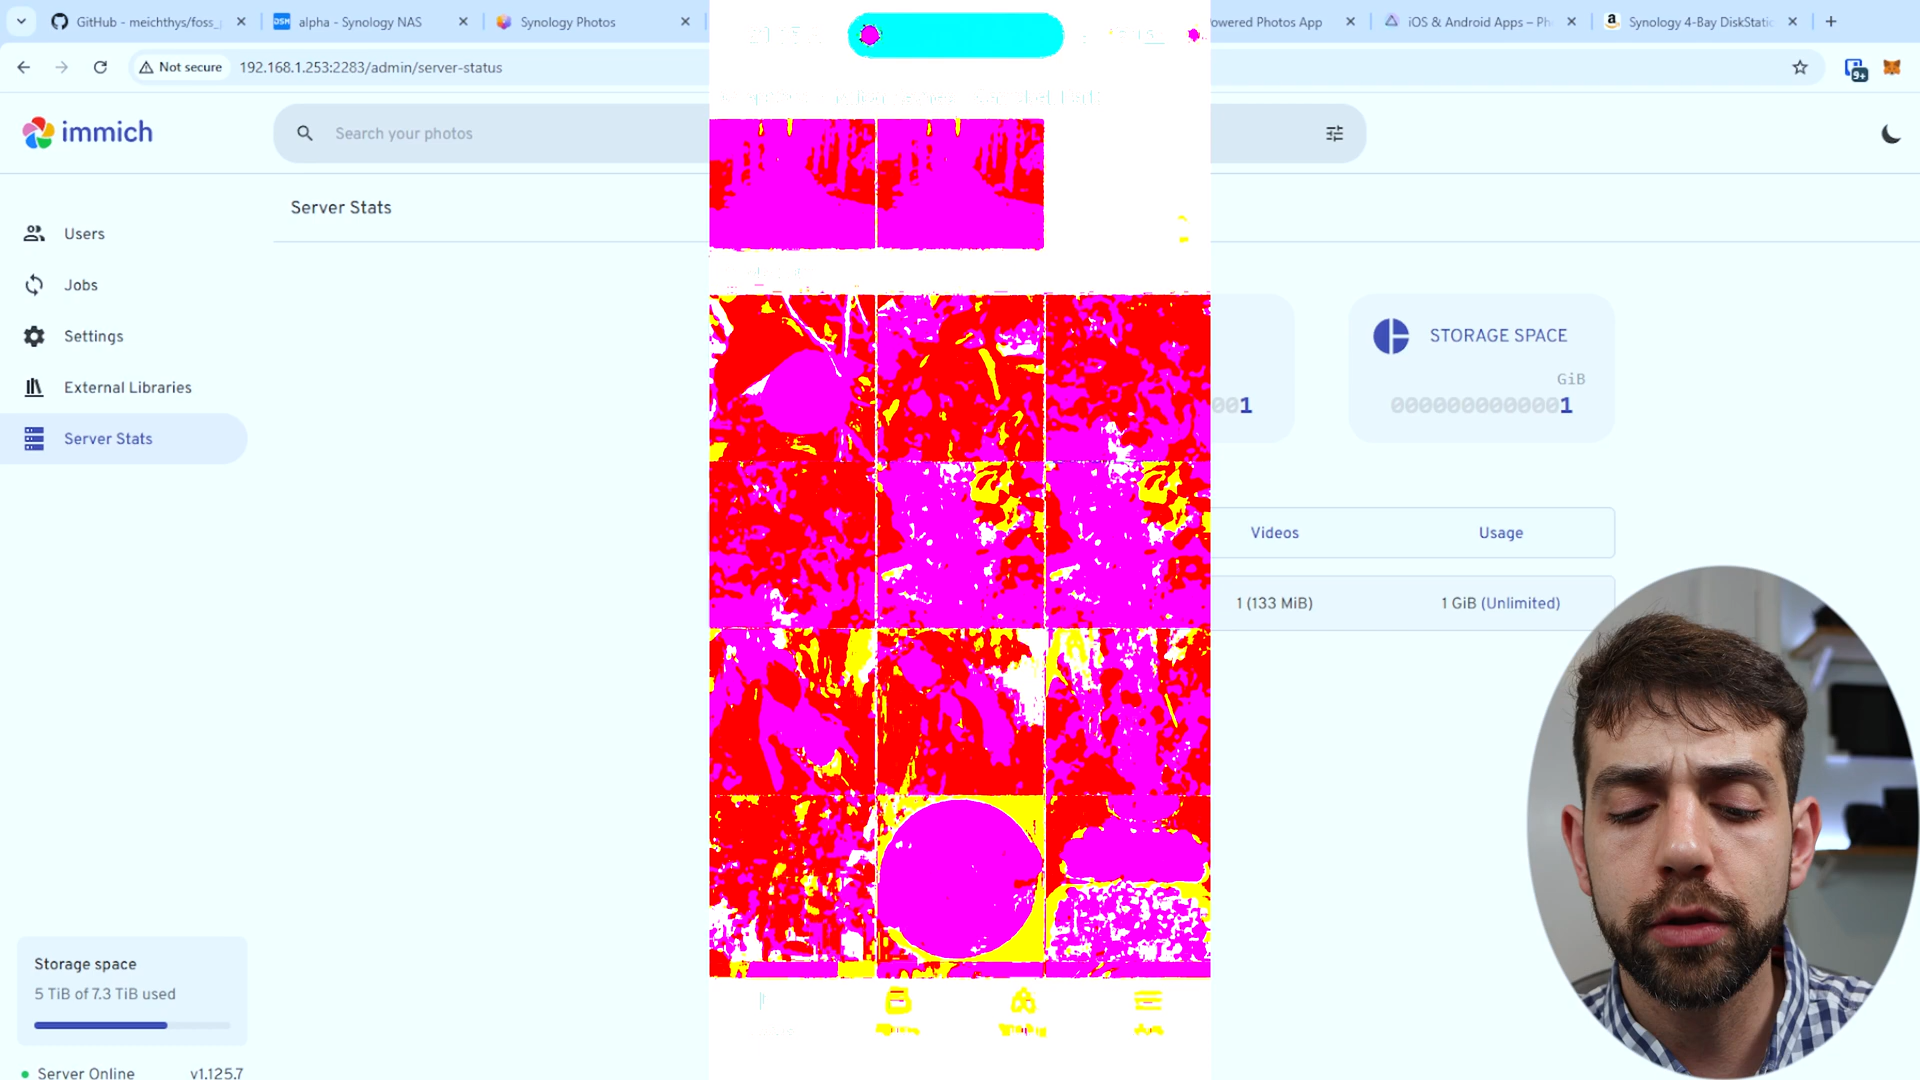 GitHub - meichthys/foss_
alpha - Synology NAS
Synology Photos
owered Photos App
iOS & Android Apps – Ph
Synology 4-Bay DiskStatic
Not secure
192.168.1.253:2283/admin/server-status
9+
immich
Search your photos
Server Stats
Users
Jobs
Settings
External Libraries
Server Stats
STORAGE SPACE
GiB
001
0000000000001
Videos
Usage
1 (133 MiB)
1 GiB (Unlimited)
Storage space
5 TiB of 7.3 TiB used
Server Online
v1.125.7